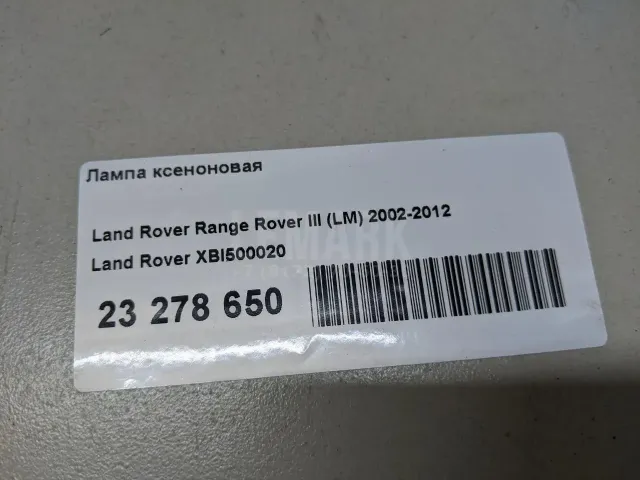 Лампа ксеноновая
Land Rover Range Rover III (LM) 2002-2012
Land Rover XBI500020
23 278 650